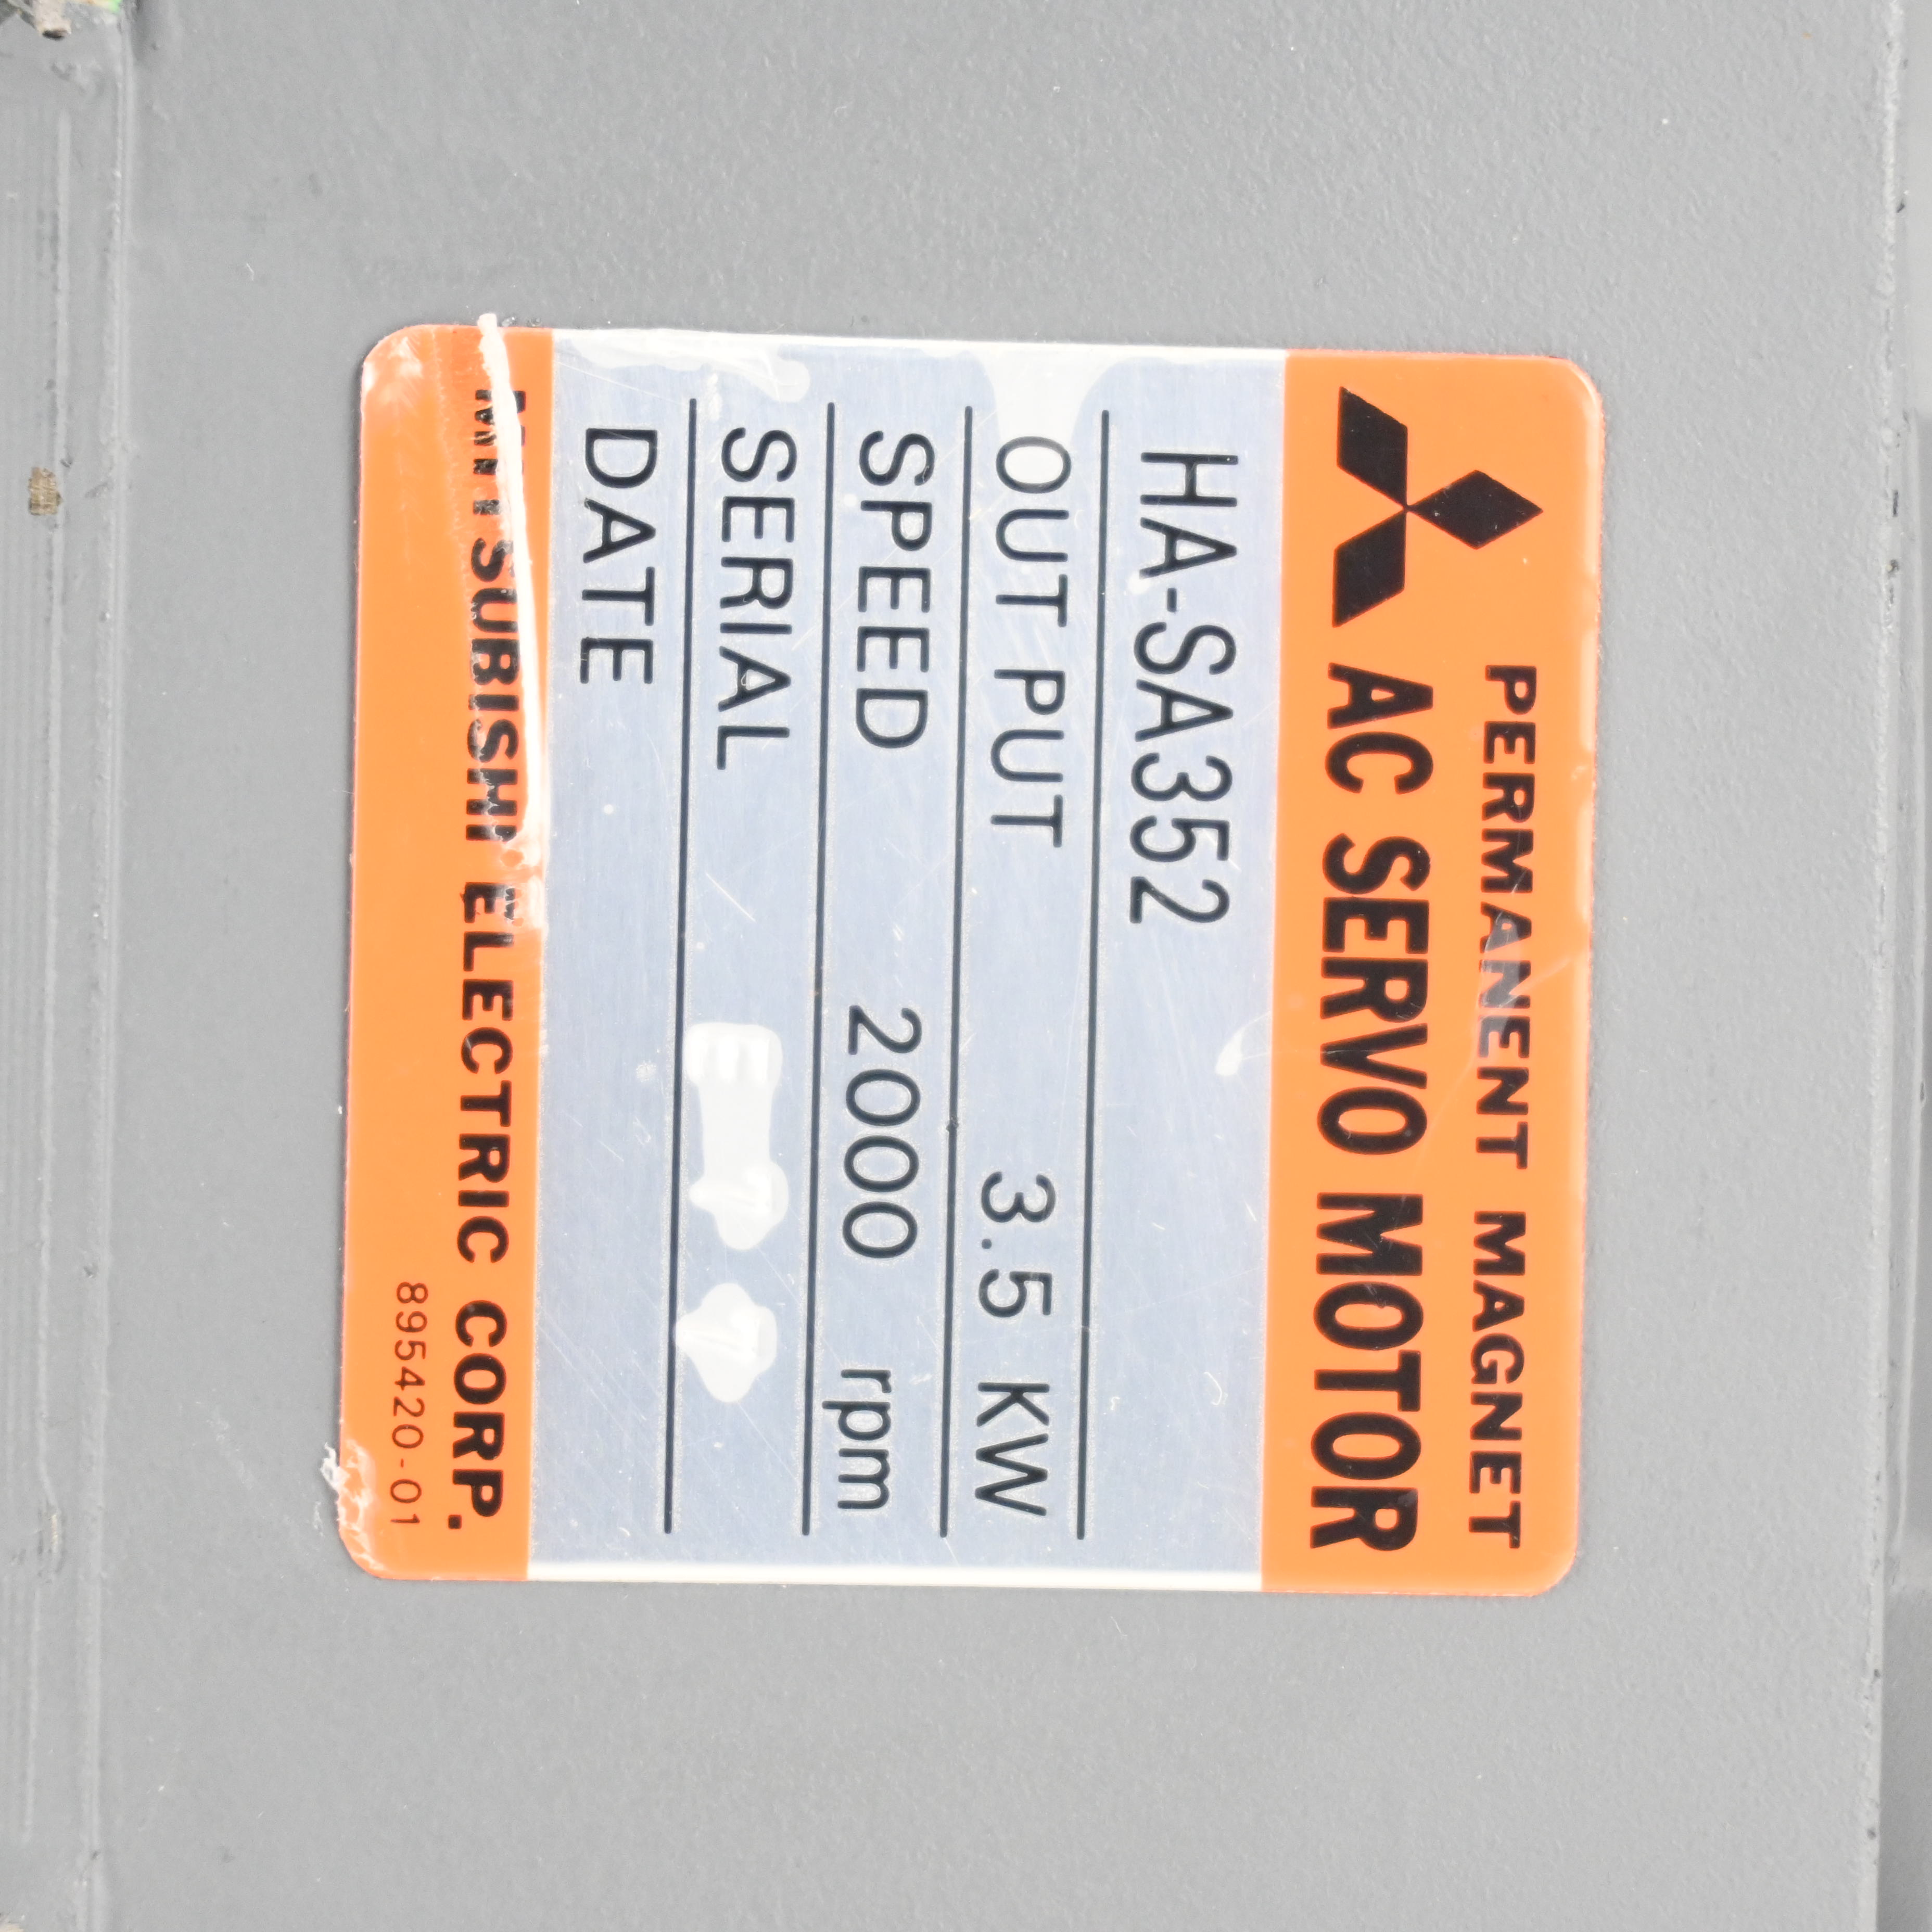 PERMANENT MAGNET
AC SERVO MOTOR
HA-SA352
OUT PUT 3.5 KW
SPEED 2000 rpm
SERIAL
DATE
MITSUBISHI ELECTRIC CORP.
895420-01